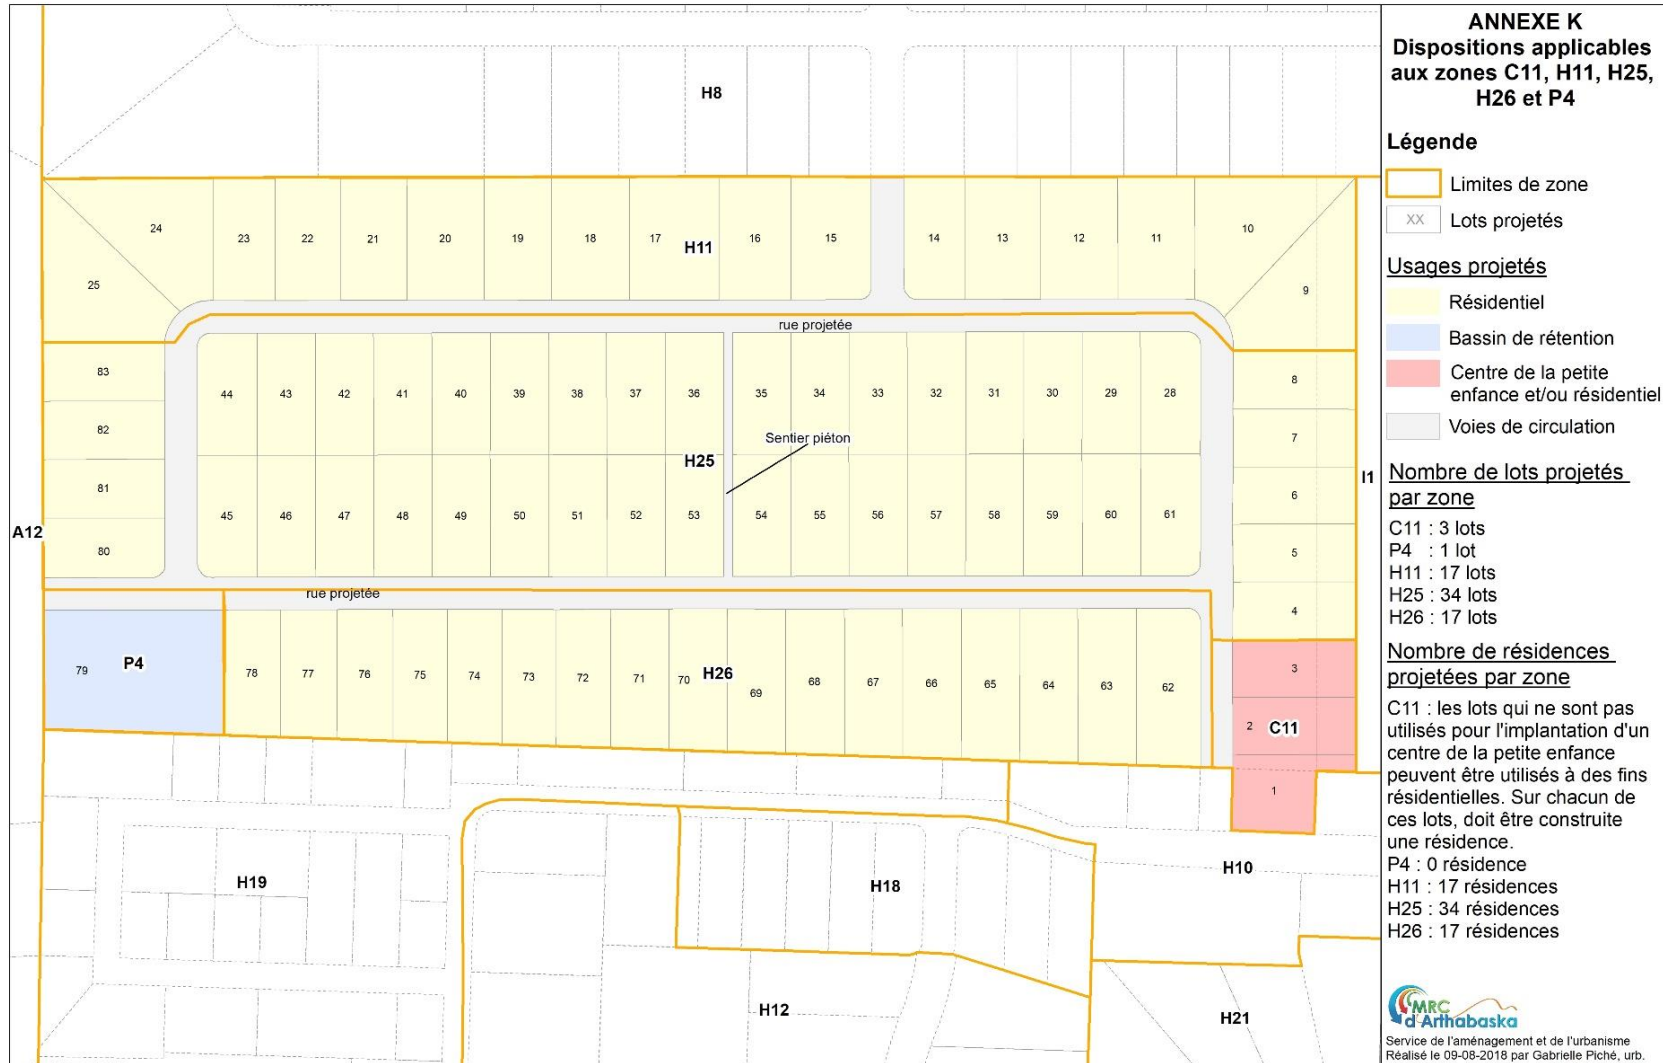 H8
24
23
22
21
20
19
18
17
H11
16
15
14
13
12
11
10
25
9
rue projetée
83
44
43
42
41
40
39
38
37
36
35
34
33
32
31
30
29
28
8
82
Sentier piéton
7
H25
81
45
46
47
48
49
50
51
52
53
54
55
56
57
58
59
60
61
6
I1
A12
80
5
rue projetée
4
79
P4
78
77
76
75
74
73
72
71
70
H26
69
68
67
66
65
64
63
62
3
2
C11
1
H19
H18
H10
H12
H21
ANNEXE K
Dispositions applicables
aux zones C11, H11, H25,
H26 et P4
Légende
Limites de zone
XX
Lots projetés
Usages projetés
Résidentiel
Bassin de rétention
Centre de la petite
enfance et/ou résidentiel
Voies de circulation
Nombre de lots projetés
par zone
C11 : 3 lots
P4 : 1 lot
H11 : 17 lots
H25 : 34 lots
H26 : 17 lots
Nombre de résidences
projetées par zone
C11 : les lots qui ne sont pas
utilisés pour l'implantation d'un
centre de la petite enfance
peuvent être utilisés à des fins
résidentielles. Sur chacun de
ces lots, doit être construite
une résidence.
P4 : 0 résidence
H11 : 17 résidences
H25 : 34 résidences
H26 : 17 résidences
MRC
d'Arthabaska
Service de l'aménagement et de l'urbanisme
Réalisé le 09-08-2018 par Gabrielle Piché, urb.